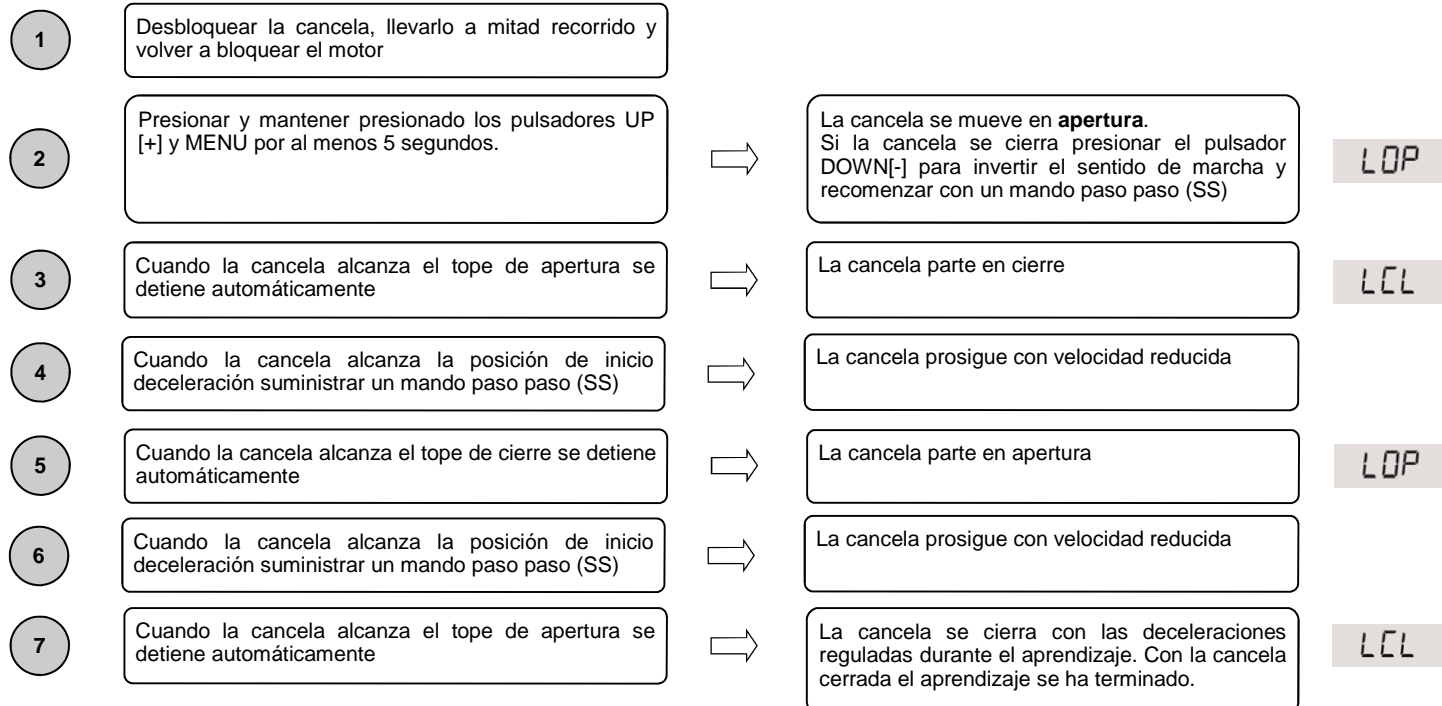 1
Desbloquear la cancela, llevarlo a mitad recorrido y
volver a bloquear el motor
2
Presionar y mantener presionado los pulsadores UP
[+] y MENU por al menos 5 segundos.
La cancela se mueve en apertura.
Si la cancela se cierra presionar el pulsador
DOWN[-] para invertir el sentido de marcha y
recomenzar con un mando paso paso (SS)
LOP
3
Cuando la cancela alcanza el tope de apertura se
detiene automáticamente
La cancela parte en cierre
LCL
4
Cuando la cancela alcanza la posición de inicio
deceleración suministrar un mando paso paso (SS)
La cancela prosigue con velocidad reducida
5
Cuando la cancela alcanza el tope de cierre se detiene
automáticamente
La cancela parte en apertura
LOP
6
Cuando la cancela alcanza la posición de inicio
deceleración suministrar un mando paso paso (SS)
La cancela prosigue con velocidad reducida
7
Cuando la cancela alcanza el tope de apertura se
detiene automáticamente
La cancela se cierra con las deceleraciones
reguladas durante el aprendizaje. Con la cancela
cerrada el aprendizaje se ha terminado.
LCL